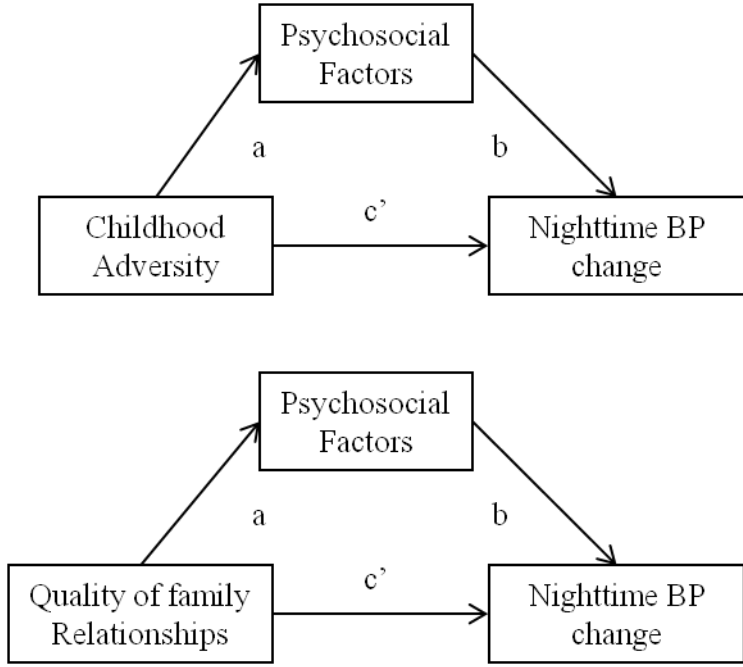 Psychosocial
Factors
a
b
c’
Childhood
Adversity
Nighttime BP
change
Psychosocial
Factors
a
b
c’
Quality of family
Relationships
Nighttime BP
change